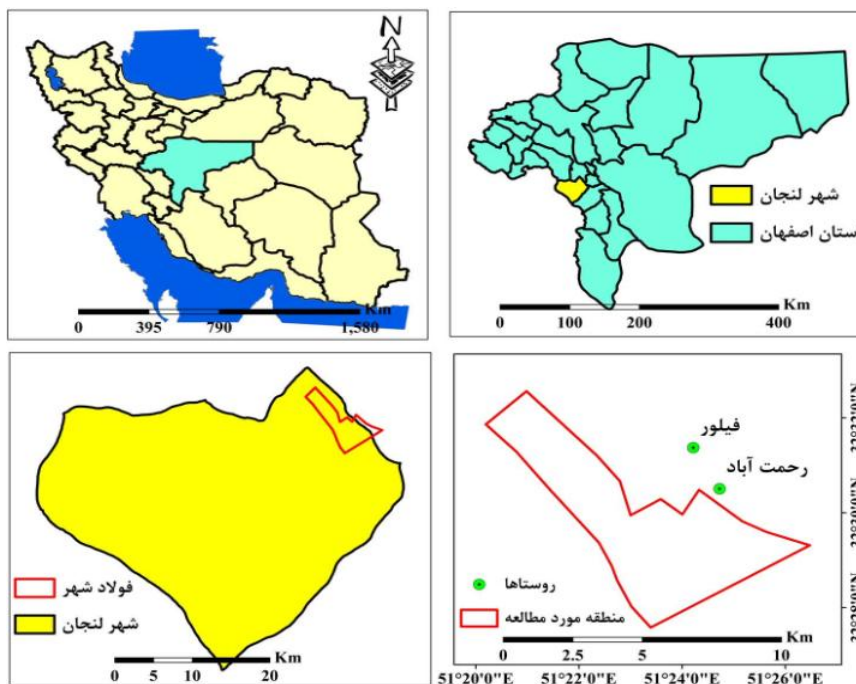 N
Km
0 395 790 1,580
شهر لنجان
ستان اصفهان
Km
0 100 200 400
فولاد شهر
شهر لنجان
Km
0 5 10 20
فیلور
رحمت آباد
روستاها
منطقه مورد مطالعه
Km
0 2.5 5 10
51°20'0"E 51°22'0"E 51°24'0"E 51°26'0"E